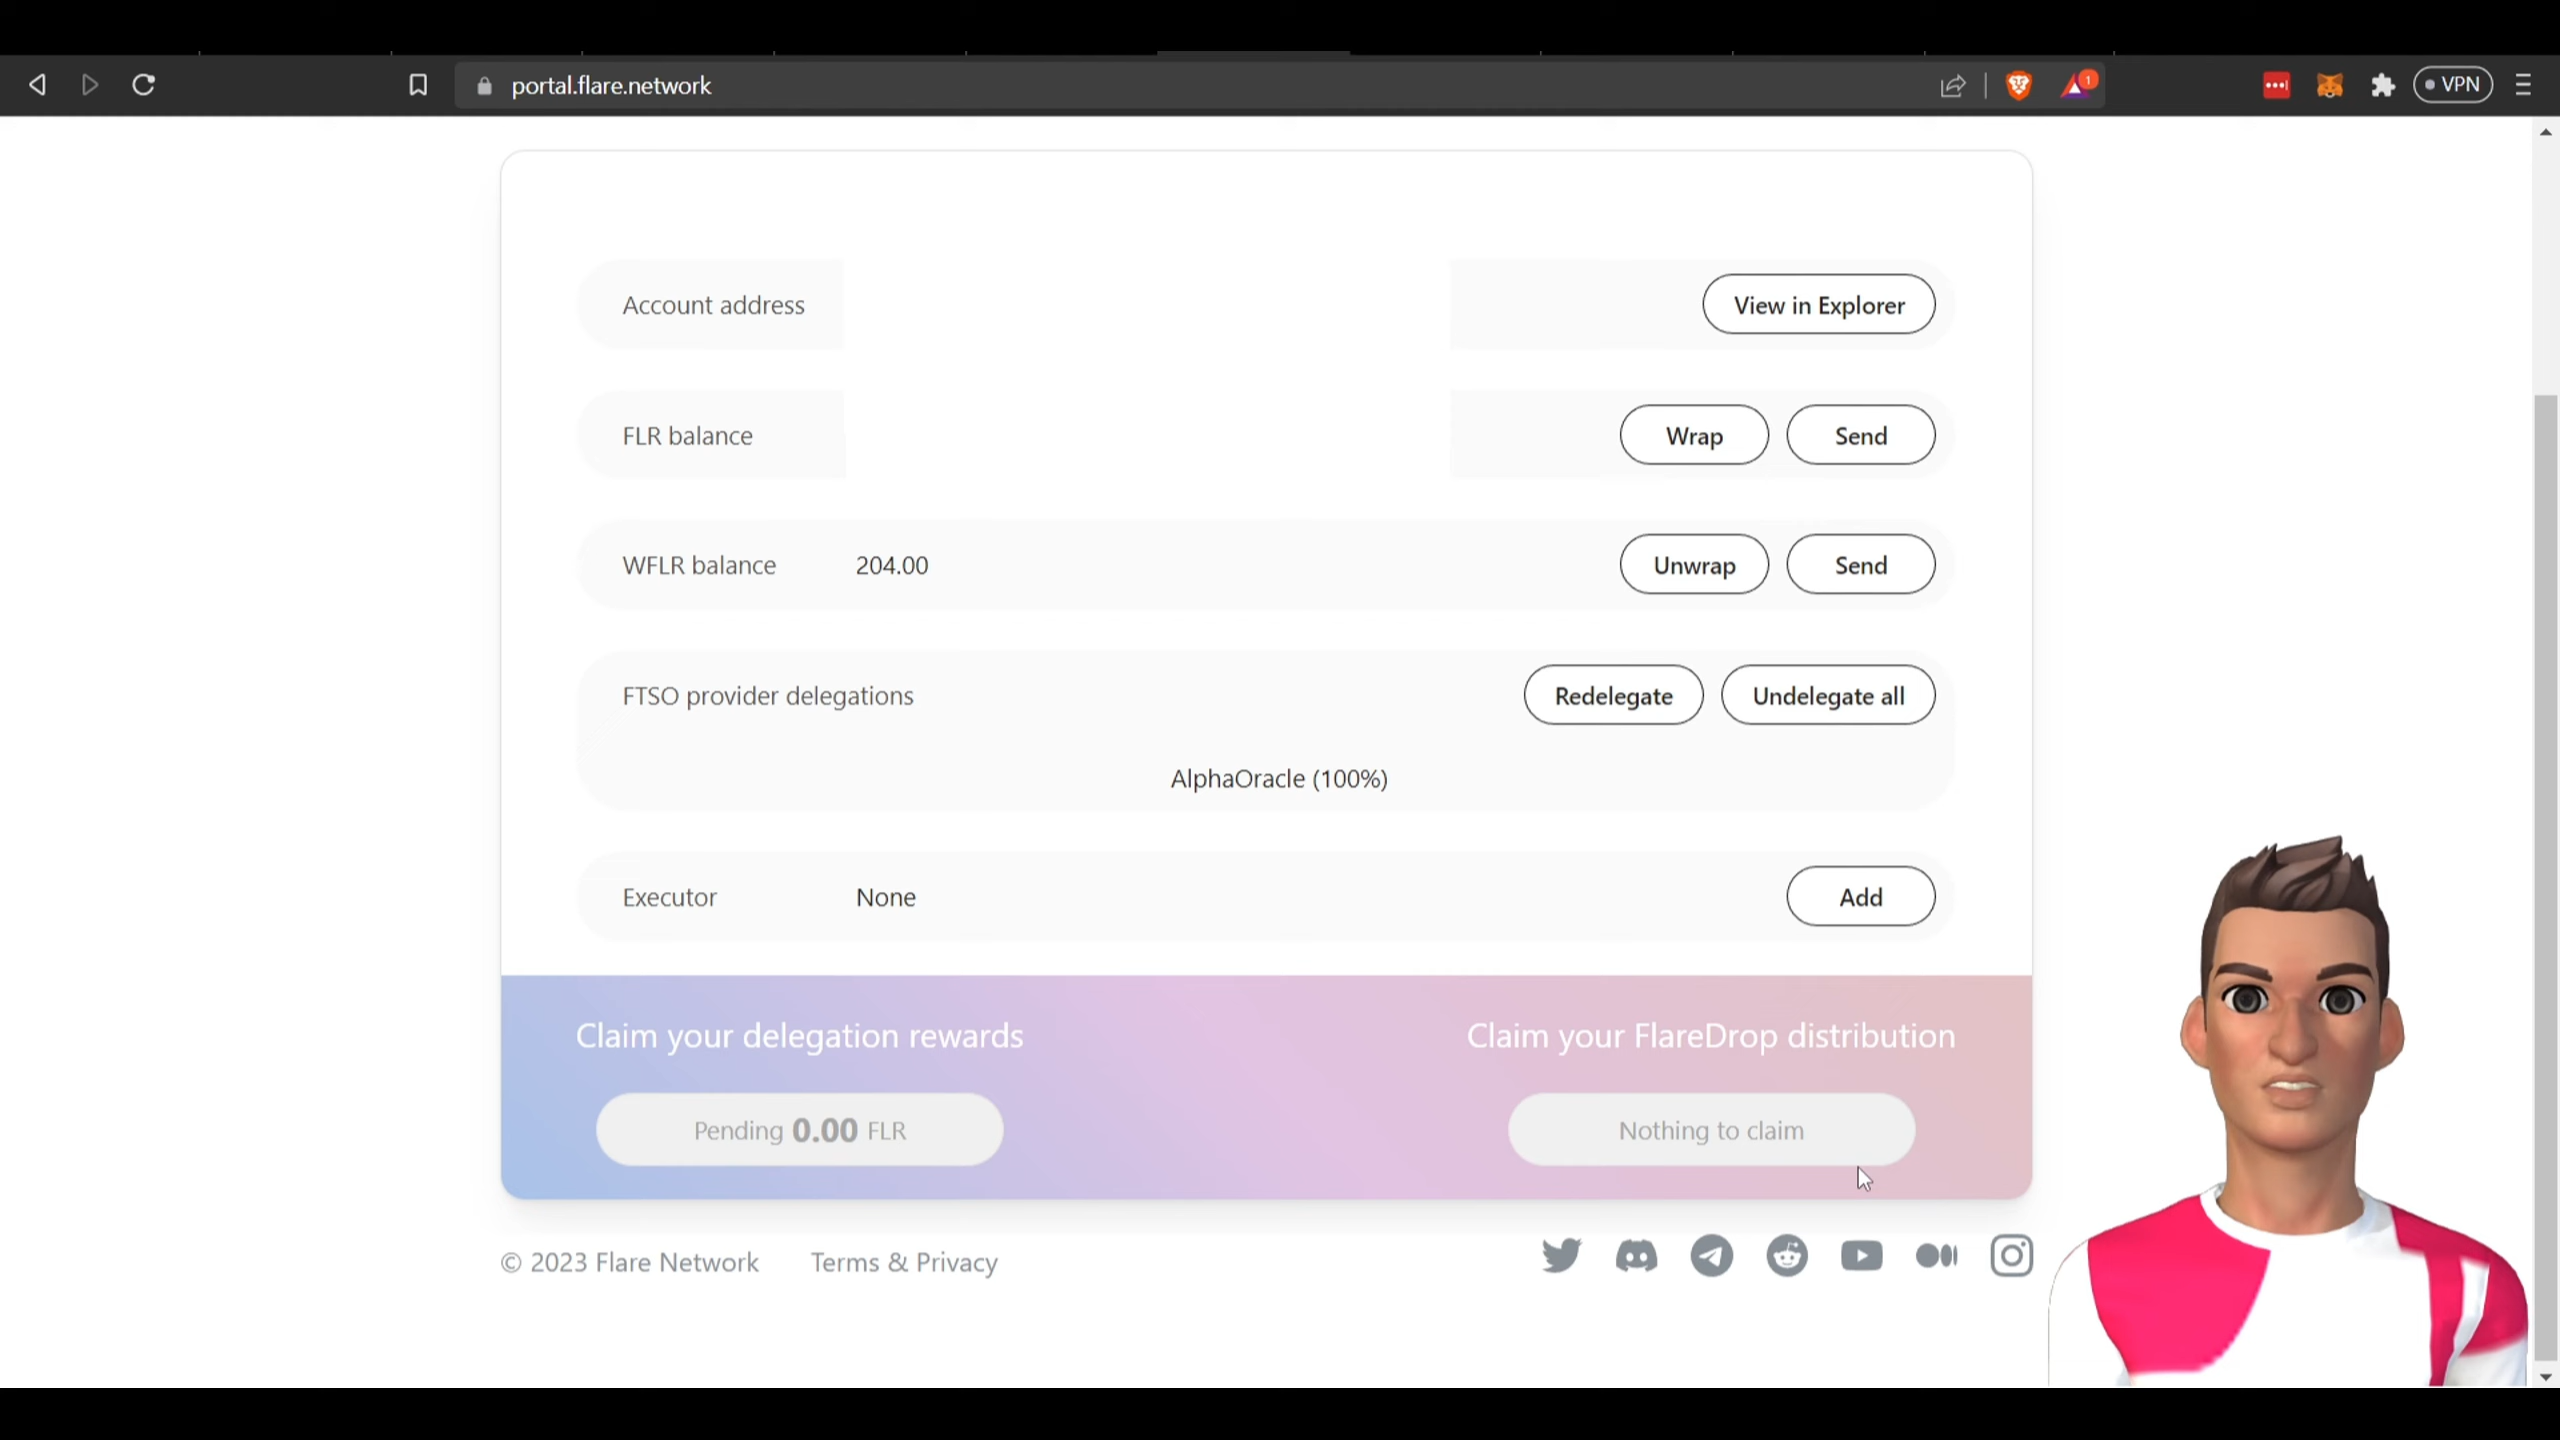 portal.flare.network
1
VPN
Account address
View in Explorer
FLR balance
Wrap
Send
WFLR balance
204.00
Unwrap
Send
FTSO provider delegations
Redelegate
Undelegate all
AlphaOracle (100%)
Executor
None
Add
Claim your delegation rewards
Claim your FlareDrop distribution
Pending 0.00 FLR
Nothing to claim
© 2023 Flare Network
Terms & Privacy